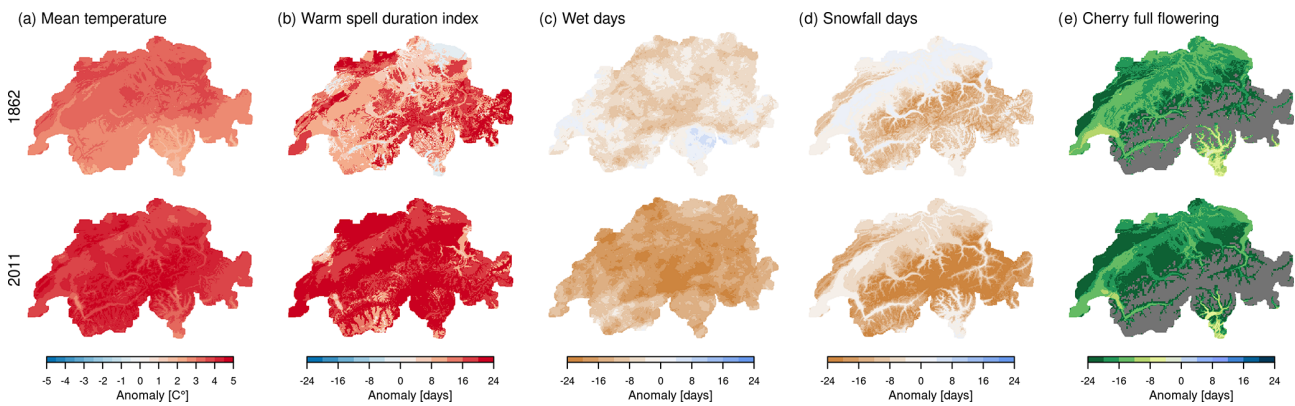 (a) Mean temperature
(b) Warm spell duration index
(c) Wet days
(d) Snowfall days
(e) Cherry full flowering
1862
2011
-5 -4 -3 -2 -1 0 1 2 3 4 5
Anomaly [C°]
-24 -16 -8 0 8 16 24
Anomaly [days]
-24 -16 -8 0 8 16 24
Anomaly [days]
-24 -16 -8 0 8 16 24
Anomaly [days]
-24 -16 -8 0 8 16 24
Anomaly [days]